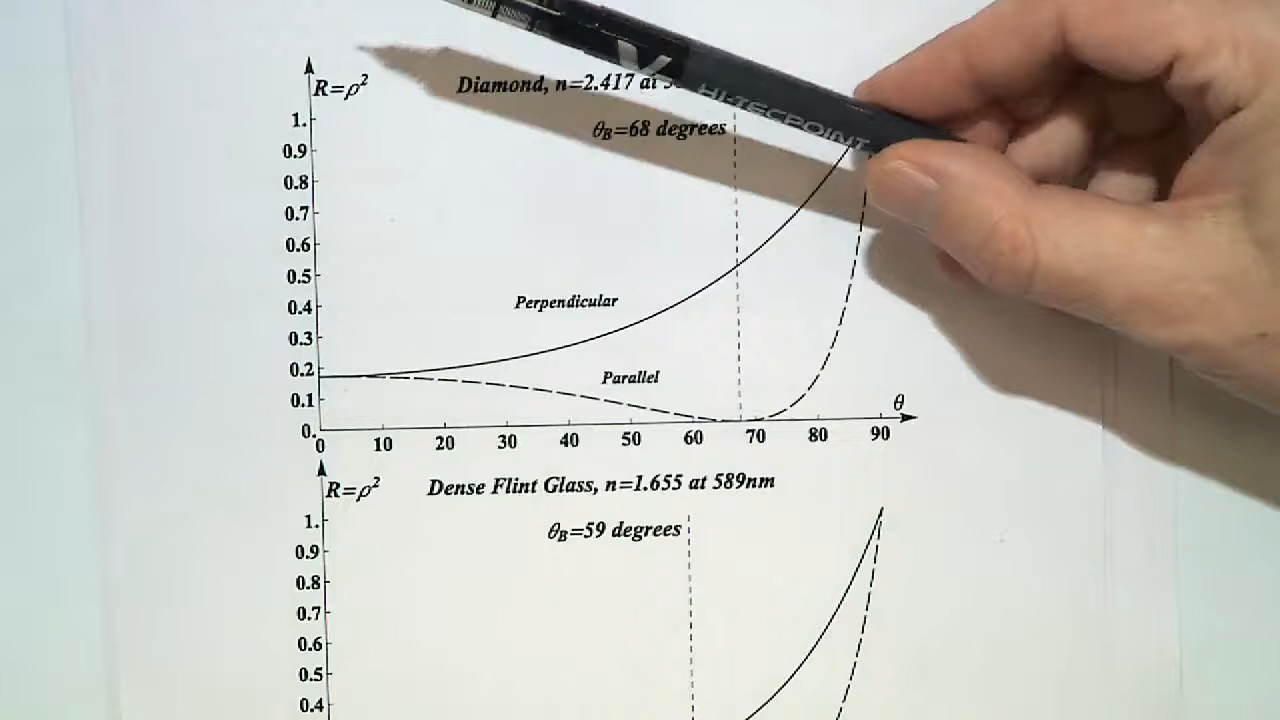 R=ρ²
Diamond, n=2.417 at
θB=68 degrees
HI-TECPOINT
1.
0.9
0.8
0.7
0.6
0.5
0.4
0.3
0.2
0.1
0.
Perpendicular
Parallel
θ
0 10 20 30 40 50 60 70 80 90
R=ρ²
Dense Flint Glass, n=1.655 at 589nm
θB=59 degrees
1.
0.9
0.8
0.7
0.6
0.5
0.4